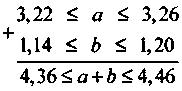 3,22 ≤ a ≤ 3,26
+
1,14 ≤ b ≤ 1,20
4,36 ≤ a + b ≤ 4,46